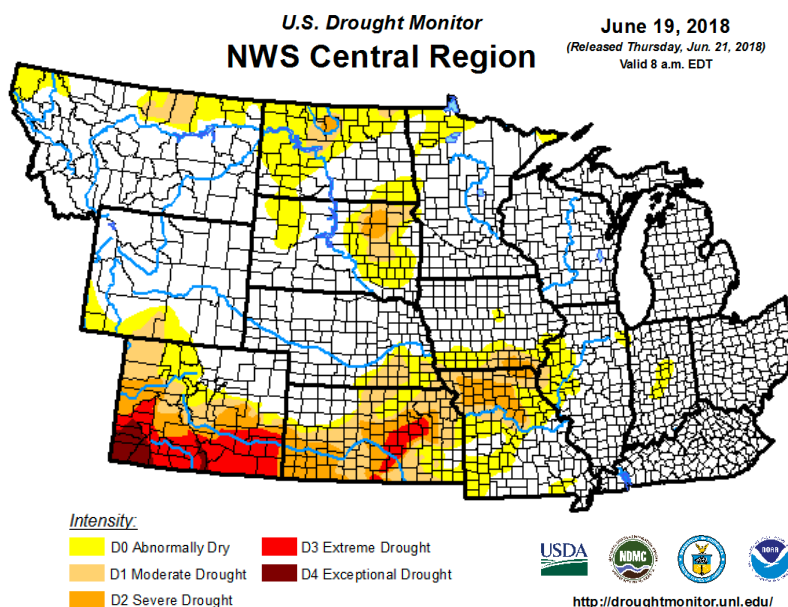 U.S. Drought Monitor
NWS Central Region
June 19, 2018
(Released Thursday, Jun. 21, 2018)
Valid 8 a.m. EDT
Intensity:
D0 Abnormally Dry
D1 Moderate Drought
D2 Severe Drought
D3 Extreme Drought
D4 Exceptional Drought
USDA
NDMC
NOAA
http://droughtmonitor.unl.edu/